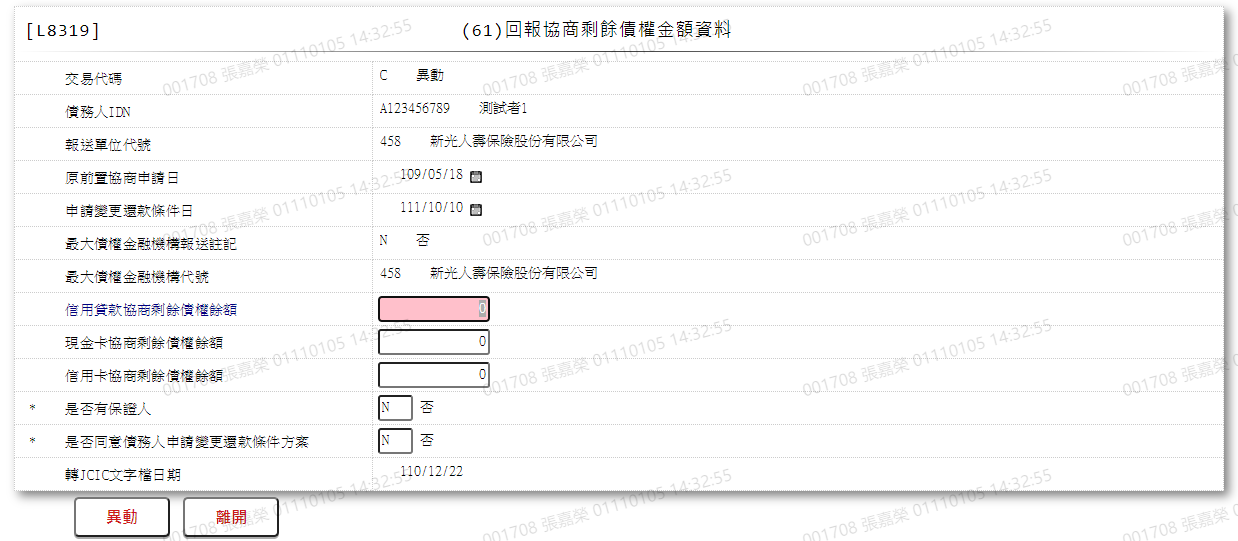 [L8319] (61)回報協商剩餘債權金額資料
交易代碼 C 異動
債務人IDN A123456789 測試者1
報送單位代號 458 新光人壽保險股份有限公司
原前置協商申請日 109/05/18
申請變更還款條件日 111/10/10
最大債權金融機構報送註記 N 否
最大債權金融機構代號 458 新光人壽保險股份有限公司
信用貸款協商剩餘債權餘額 0
現金卡協商剩餘債權餘額 0
信用卡協商剩餘債權餘額 0
* 是否有保證人 N 否
* 是否同意債務人申請變更還款條件方案 N 否
轉JCIC文字檔日期 110/12/22
異動 離開
001708 張嘉榮 01110105 14:32:55